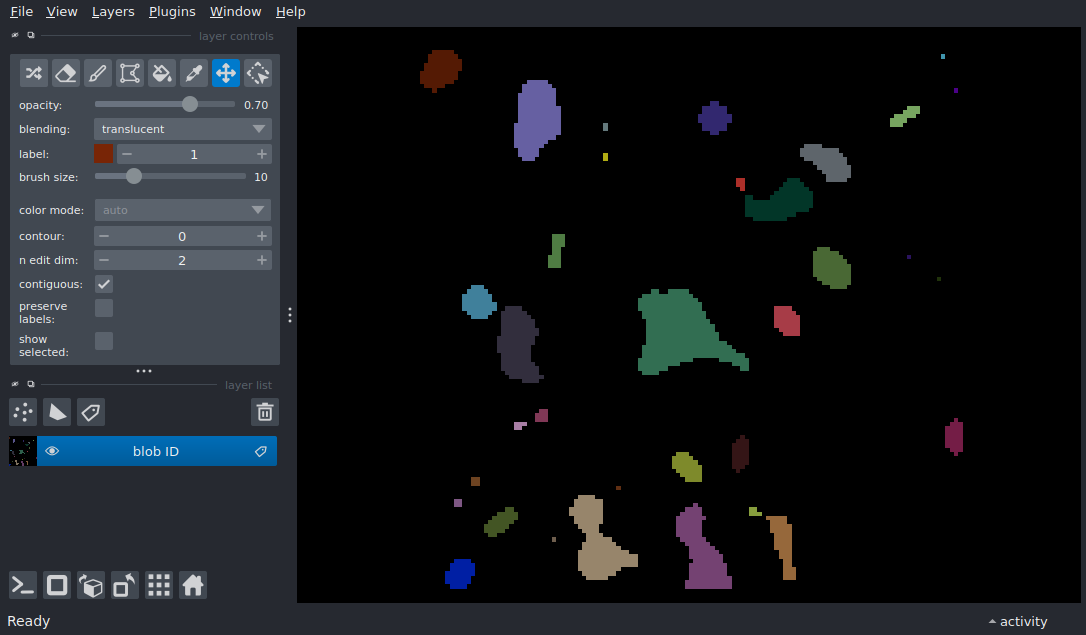 File View Layers Plugins Window Help
layer controls
opacity: 0.70
blending: translucent
label: 1
brush size: 10
color mode: auto
contour: 0
n edit dim: 2
contiguous:
preserve
labels:
show
selected:
layer list
blob ID
Ready activity